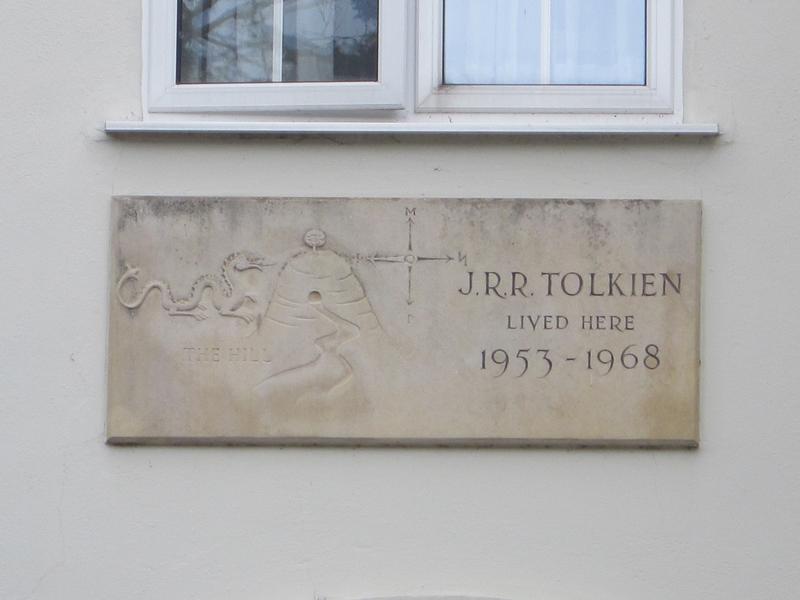 THE HILL
J.R.R. TOLKIEN
LIVED HERE
1953 - 1968